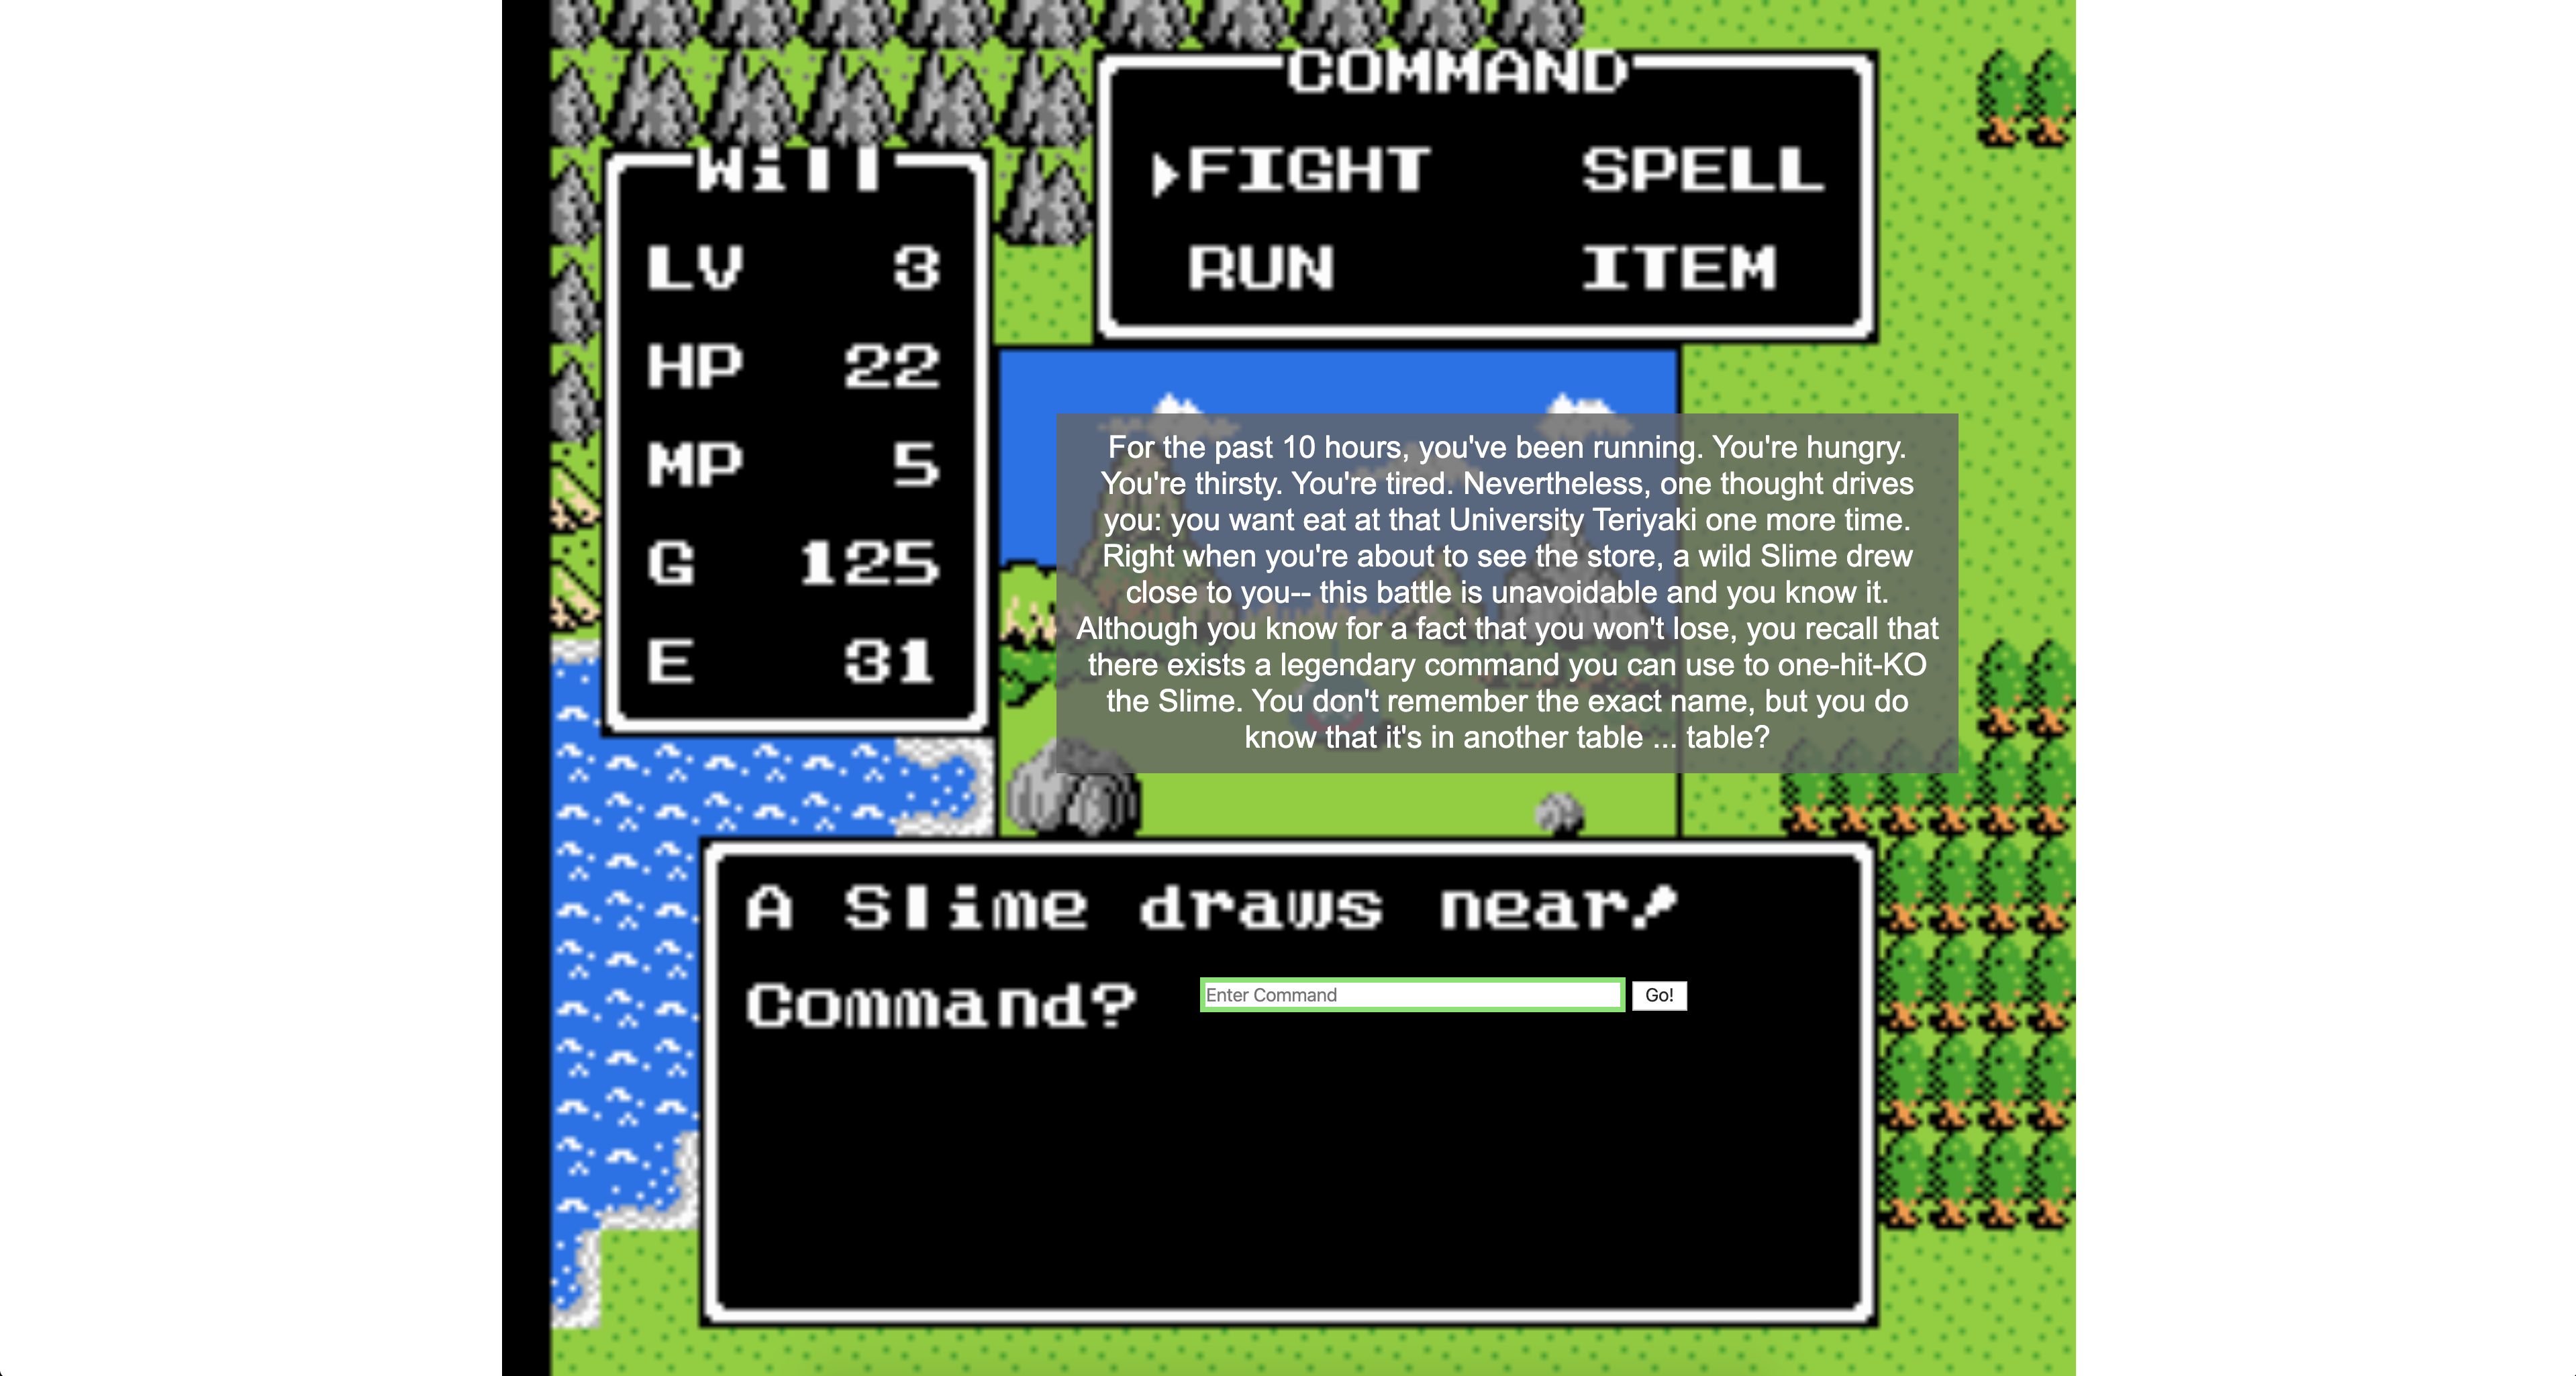 COMMAND
FIGHT SPELL
RUN ITEM
Will
LV 3
HP 22
MP 5
G 125
E 31
For the past 10 hours, you've been running. You're hungry.
You're thirsty. You're tired. Nevertheless, one thought drives
you: you want eat at that University Teriyaki one more time.
Right when you're about to see the store, a wild Slime drew
close to you-- this battle is unavoidable and you know it.
Although you know for a fact that you won't lose, you recall that
there exists a legendary command you can use to one-hit-KO
the Slime. You don't remember the exact name, but you do
know that it's in another table ... table?
A Slime draws near!
Command? Enter Command Go!